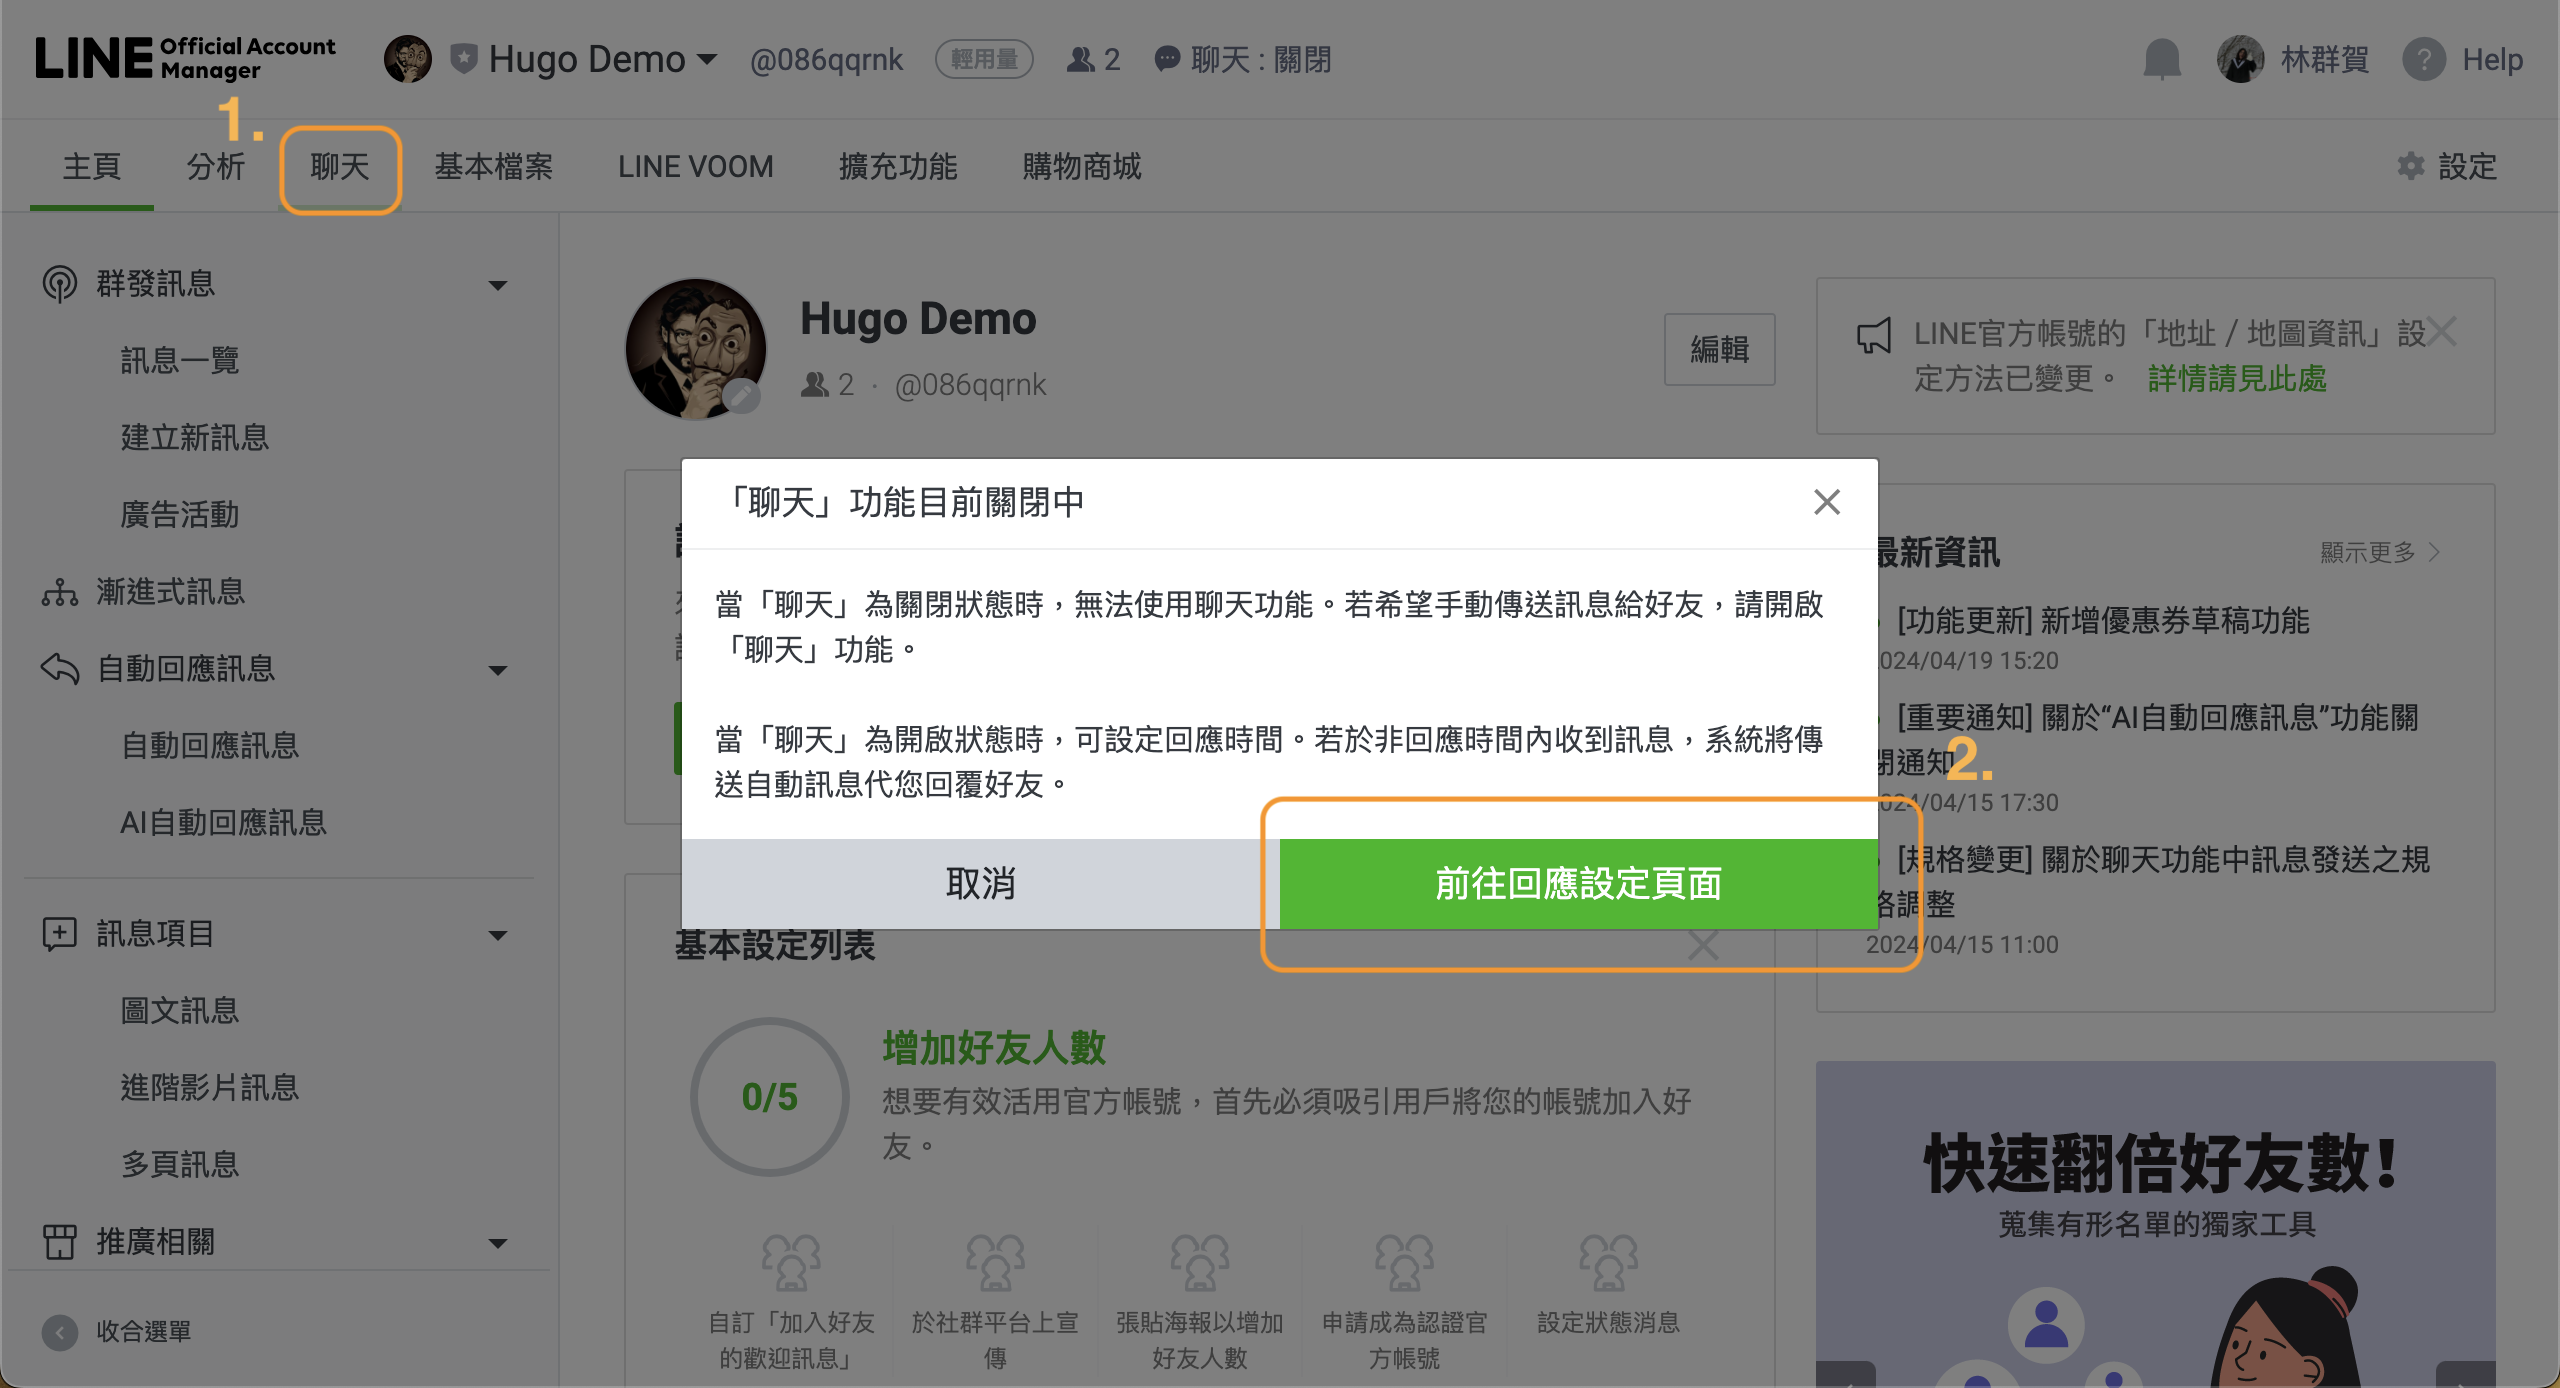 LINE Official Account Manager
Hugo Demo
@086qqrnk
輕用量
2
聊天 : 關閉
林群賀
? Help
1.
主頁
分析
聊天
基本檔案
LINE VOOM
擴充功能
購物商城
設定
群發訊息
訊息一覽
建立新訊息
廣告活動
漸進式訊息
自動回應訊息
自動回應訊息
AI自動回應訊息
訊息項目
圖文訊息
進階影片訊息
多頁訊息
推廣相關
收合選單
Hugo Demo
2 · @086qqrnk
編輯
LINE官方帳號的「地址 / 地圖資訊」設
定方法已變更。 詳情請見此處
「聊天」功能目前關閉中
當「聊天」為關閉狀態時，無法使用聊天功能。若希望手動傳送訊息給好友，請開啟
「聊天」功能。
當「聊天」為開啟狀態時，可設定回應時間。若於非回應時間內收到訊息，系統將傳
送自動訊息代您回覆好友。
取消
前往回應設定頁面
2.
最新資訊
顯示更多
[功能更新] 新增優惠券草稿功能
2024/04/19 15:20
[重要通知] 關於“AI自動回應訊息”功能關
閉通知
2024/04/15 17:30
[規格變更] 關於聊天功能中訊息發送之規
格調整
2024/04/15 11:00
基本設定列表
0/5
增加好友人數
想要有效活用官方帳號，首先必須吸引用戶將您的帳號加入好
友。
自訂「加入好友
的歡迎訊息」
於社群平台上宣
傳
張貼海報以增加
好友人數
申請成為認證官
方帳號
設定狀態消息
快速翻倍好友數!
蒐集有形名單的獨家工具